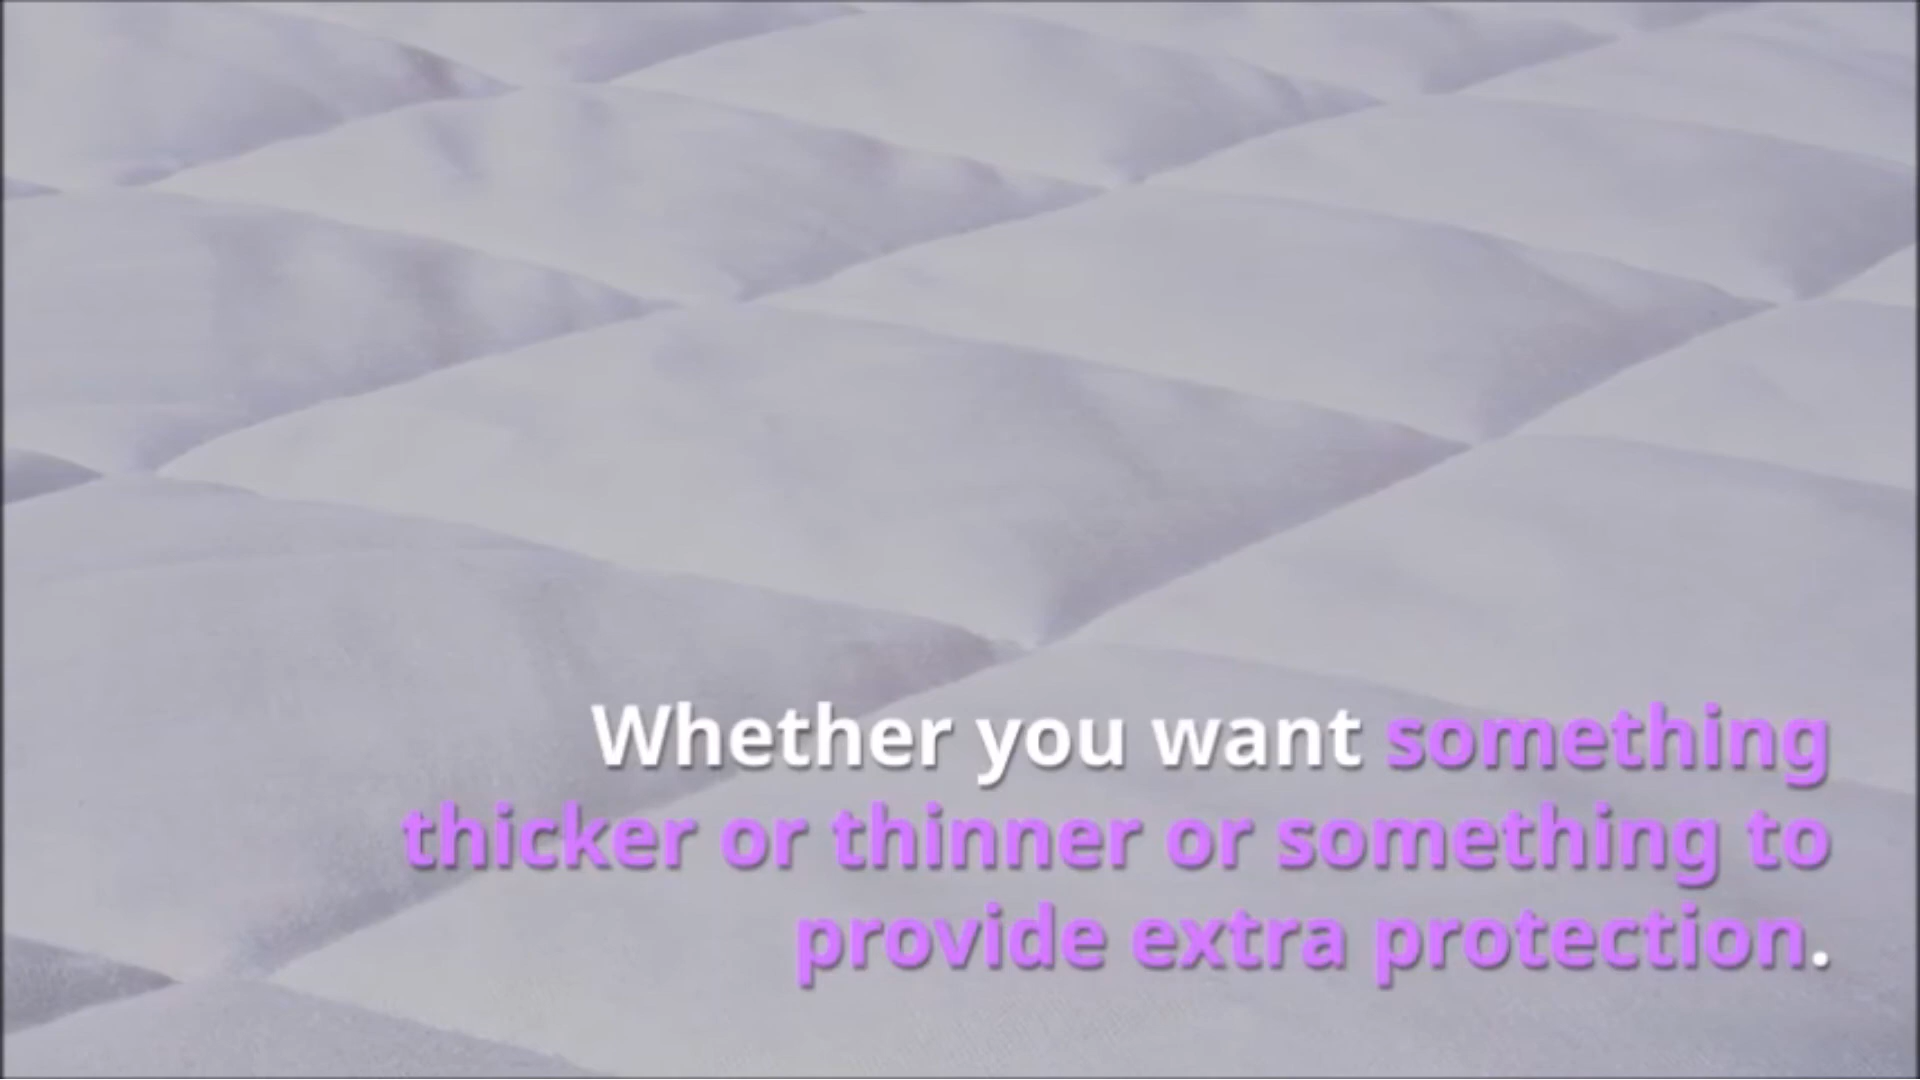 Whether you want something
thicker or thinner or something to
provide extra protection.